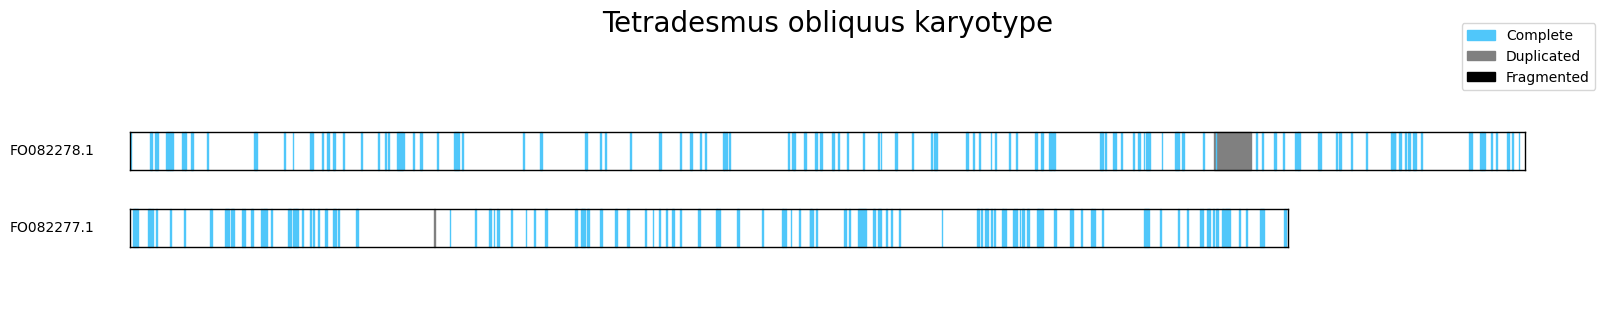 Tetradesmus obliquus karyotype
Complete
Duplicated
Fragmented
FO082278.1
FO082277.1